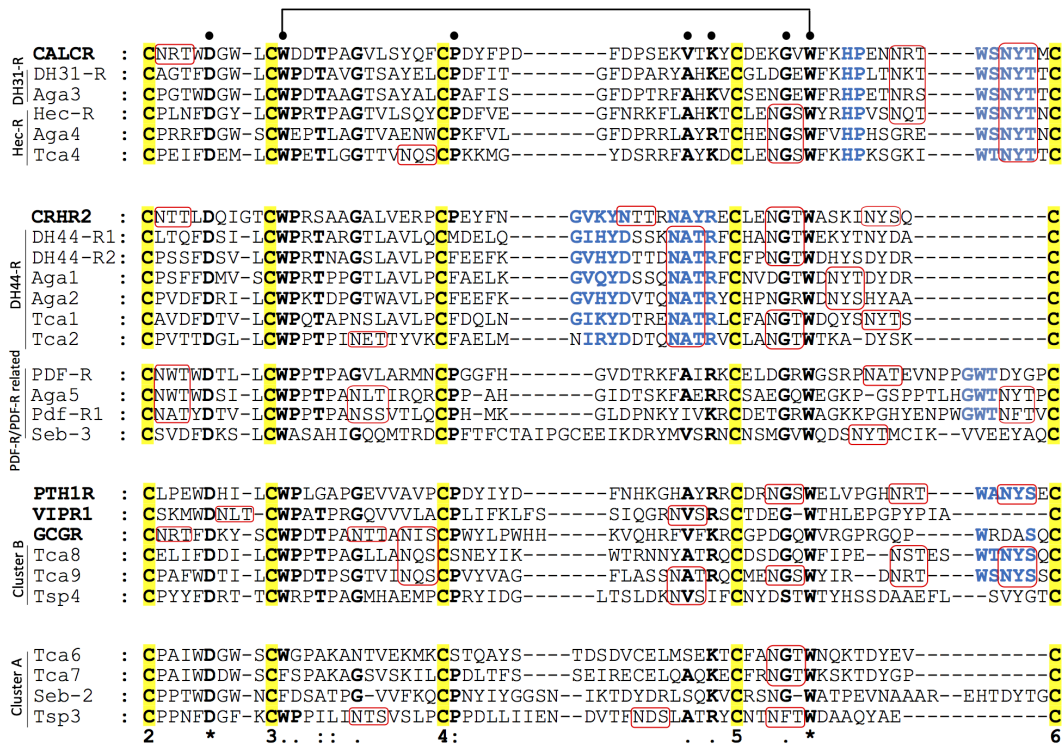 DH31-R
Hec-R
CALCR : CNRTWDGW-LCWDDTPAGVLSYQFCPDYFPD------FDPSEKVTKYCDEKGVWFKHPENNRT----WSNYTMC
DH31-R : CAGTFDGW-LCWPDTAVGTSAYELCPDFIT-------GFDPARYAHKECGLDGEWFKHPLTNKT----WSNYTTC
Aga3 : CPGTWDGW-LCWPDTAAGTSAYALCPAFIS-------GFDPSRTAHKVCSENGEWFRHPETNRS----WSNYTTC
Hec-R : CPLNFDGY-LCWPRTPAGTVLSQYCPDFVE-------GFNRKFLAHKTCLENGSWYRHPVSNQT----WSNYTNC
Aga4 : CPRRFDGW-SCWEPTLAGTVAENWCPKFVL-------GFDPRRLAYRTCHENGSWFVHPHSGRE----WSNYTTC
Tca4 : CPEIFDEM-LCWPETLGGTTVNQSCPKKMG-------YDSRRFAYKDCLENGSWFKHPKSGKI-----WTNYTTC
DH44-R
CRHR2 : CNTTLDQIGTCWPRSAAGALVERPCPEYFN------GVKYNTTRNAYRECLENGTWASKINYSQ--------C
DH44-R1 : CLTQFDSI-LCWPRTARGTLAVLQCMDELQ------GIHYDSSKNATRFCHANGTWEKYTNYDA--------C
DH44-R2 : CPSSFDSV-LCWPRTNAGSLAVLPCFEEFK------GVHYDTTDNATRFCFPNGTWDHYSDYDR--------C
Aga1 : CPSFFDMV-SCWPRTPPGTLAVLPCFEEFR------GVQYDSSQNATRFCNVDGTWDNYTDYDR--------C
Aga2 : CPVDFDRI-LCWPKTDPGTWAVLPCFEEFK------GVHYDVTQNATRYCHPNGRWDNYSHYAA--------C
Tca1 : CAVDFDTV-LCWPQTAPNSLAVLPCFDQLN------GIKYDTRENATRLCFANGTWDQYSNYTS--------C
Tca2 : CPVTTDGL-LCWPPTPINETTYVKCFAELM------NIRYDDTQNATRVCLANGTWTKA-DYSK--------C
PDF-R/PDF-R related
PDF-R : CNWTWDTL-LCWPPTPAGVLARMNCPGGFH------GVDTRKFAIRKCELDGRWGSRPNATEVNPPGWTDYGPC
Aga5 : CNWTWDSI-LCWPPTPANLTIRQRCPP-AH------GIDTSKFAERRCSAEGQWEGKP-GSPPTLHGWTNYTPC
Pdf-R1 : CNATYDTV-LCWPPTPANSSVTLQCPH-MK------GLDPNKYIVKRCDETGRWAGKKPGHYENPWGWTNFTVC
Seb-3 : CSVDFDKS-LCWASAHIGQQMTRDCPFTFCTAIPGCEEIKDRYMVSRNCNSMGVWQDSNYTMCIK--VVEEYAQC
Cluster B
PTH1R : CLPEWDHI-LCWPLGAPGEVVAVPCPDYIYD------FNHKGHAYRRCDRNGSWELVPGHNRT----WANYSEC
VIPR1 : CSKMWDNLTCWPATPRGQVVVLACPLIFKLFS-----SIQGRNVSRSCTDEG-WTHLEPGPYPIA------C
GCGR : CNRTFDKY-SCWPDTPANTTANISCPWYLPWHH-----KVQHRFVFKRCGPDGQWVRGPRGQP----WRDASQC
Tca8 : CELIFDDI-LCWPPTPAGLLANQSCSNEYIK------WTRNNYATRQCDSDGQWFIPE--NSTES--WTNYSQC
Tca9 : CPAFWDTI-LCWPDTPSGTVINQSCPVYVAG------FLASSNATRQCMENGSWYIR-DNRT----WSNYSSC
Tsp4 : CPYYFDRT-TCWRPTPAGMHAEMPCPRYIDG------LTSLDKNVSIFCNYDSTWTYHSSDAAEFL---SVYGTC
Cluster A
Tca6 : CPAIWDGW-SCWGPAKANTVEKMKCSTQAYS-----TDSDVCELMSEKTCFANGTWNQKTDYEV--------C
Tca7 : CPAIWDDW-SCFSPAKAGSVSKILCPDLTFS-----SEIRECELQAEKECFRNGTWKSKTDYGP--------C
Seb-2 : CPPTWDGW-NCFDSATPG-VVFKQCPNYIYGGSN--IKTDYDRLSQKVCRSNG-WATPEVNAAAR-EHTDYTGC
Tsp3 : CPPNFDGF-KCWPPILINTSVSLPCPPDLLIIEN---DVTFNDSLATRYCNTNFTWDAAQYAE--------C
2 * 3.. :: . 4: . . 5 . * 6